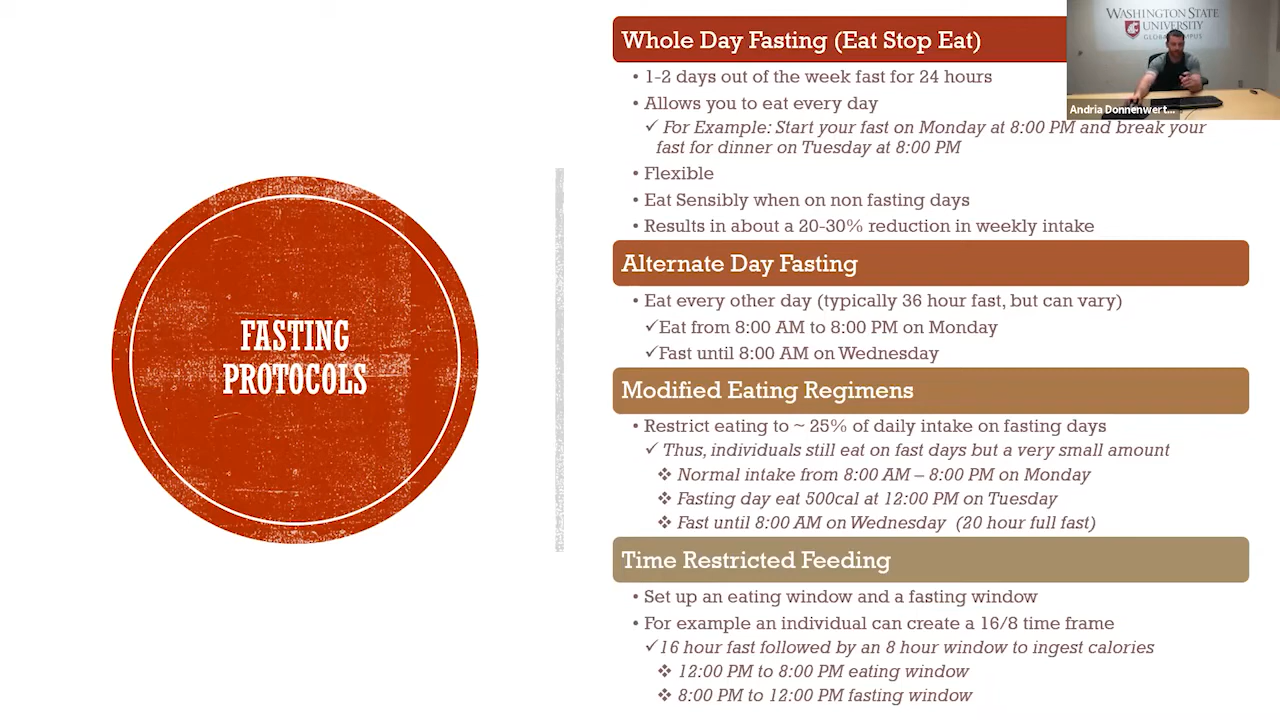 FASTING
PROTOCOLS
Whole Day Fasting (Eat Stop Eat)
• 1-2 days out of the week fast for 24 hours
• Allows you to eat every day
✓ For Example: Start your fast on Monday at 8:00 PM and break your
fast for dinner on Tuesday at 8:00 PM
• Flexible
• Eat Sensibly when on non fasting days
• Results in about a 20-30% reduction in weekly intake
Alternate Day Fasting
• Eat every other day (typically 36 hour fast, but can vary)
✓Eat from 8:00 AM to 8:00 PM on Monday
✓Fast until 8:00 AM on Wednesday
Modified Eating Regimens
• Restrict eating to ~ 25% of daily intake on fasting days
✓ Thus, individuals still eat on fast days but a very small amount
❖ Normal intake from 8:00 AM – 8:00 PM on Monday
❖ Fasting day eat 500cal at 12:00 PM on Tuesday
❖ Fast until 8:00 AM on Wednesday (20 hour full fast)
Time Restricted Feeding
• Set up an eating window and a fasting window
• For example an individual can create a 16/8 time frame
✓16 hour fast followed by an 8 hour window to ingest calories
❖ 12:00 PM to 8:00 PM eating window
❖ 8:00 PM to 12:00 PM fasting window
WASHINGTON STATE
UNIVERSITY
GLOBAL CAMPUS
Andria Donnenwert...